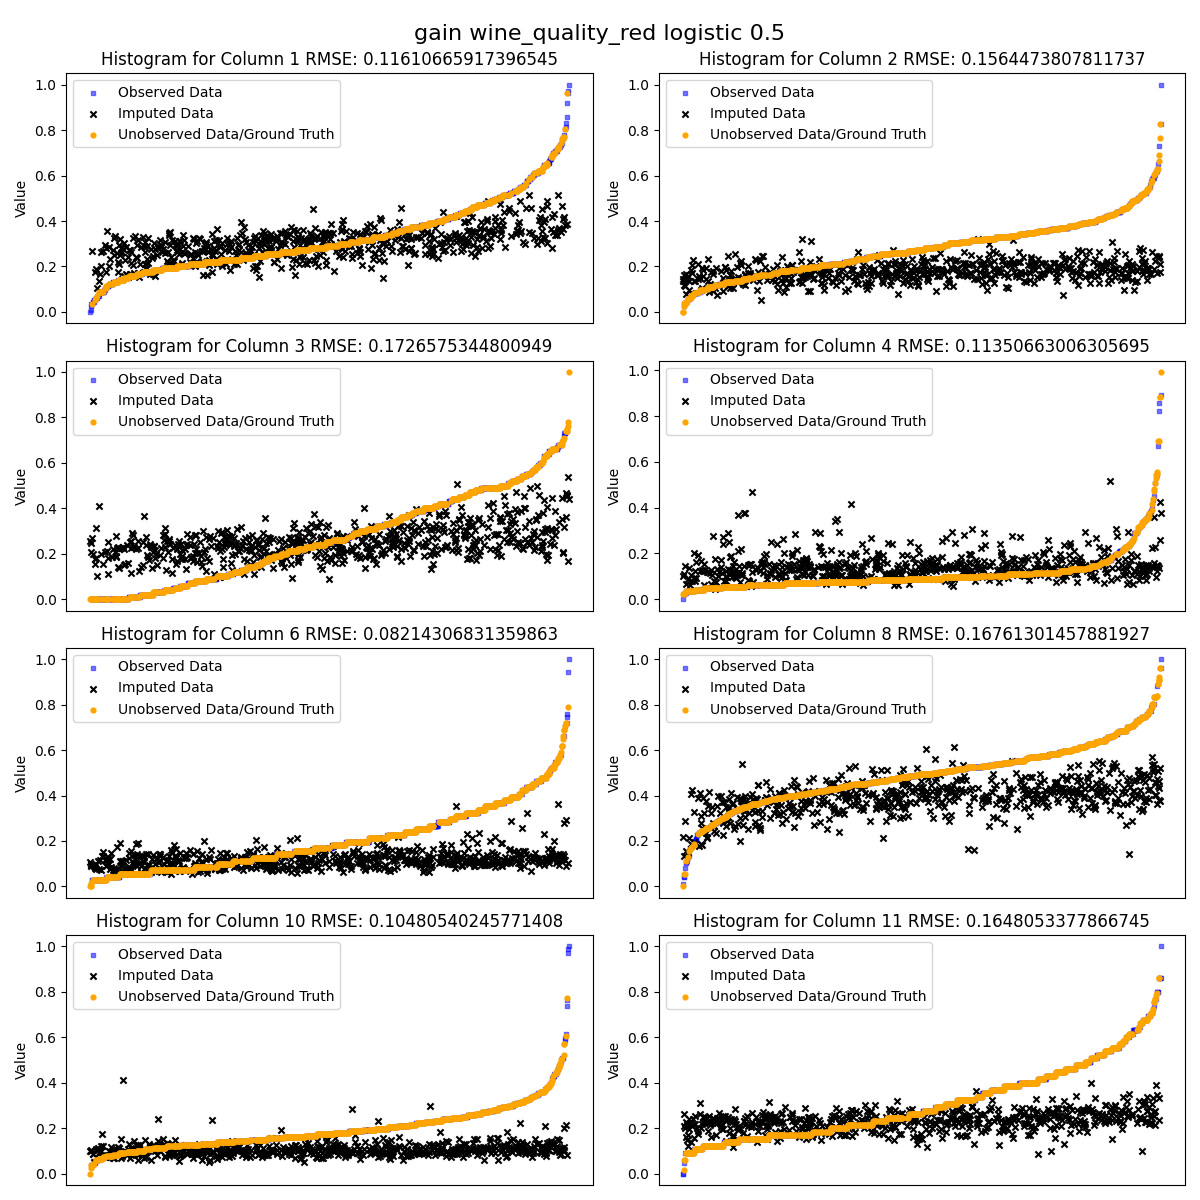 gain wine_quality_red logistic 0.5
Histogram for Column 1 RMSE: 0.11610665917396545
Value
1.0
0.8
0.6
0.4
0.2
0.0
Observed Data
Imputed Data
Unobserved Data/Ground Truth
Histogram for Column 2 RMSE: 0.1564473807811737
Value
1.0
0.8
0.6
0.4
0.2
0.0
Observed Data
Imputed Data
Unobserved Data/Ground Truth
Histogram for Column 3 RMSE: 0.1726575344800949
Value
1.0
0.8
0.6
0.4
0.2
0.0
Observed Data
Imputed Data
Unobserved Data/Ground Truth
Histogram for Column 4 RMSE: 0.11350663006305695
Value
1.0
0.8
0.6
0.4
0.2
0.0
Observed Data
Imputed Data
Unobserved Data/Ground Truth
Histogram for Column 6 RMSE: 0.08214306831359863
Value
1.0
0.8
0.6
0.4
0.2
0.0
Observed Data
Imputed Data
Unobserved Data/Ground Truth
Histogram for Column 8 RMSE: 0.16761301457881927
Value
1.0
0.8
0.6
0.4
0.2
0.0
Observed Data
Imputed Data
Unobserved Data/Ground Truth
Histogram for Column 10 RMSE: 0.10480540245771408
Value
1.0
0.8
0.6
0.4
0.2
0.0
Observed Data
Imputed Data
Unobserved Data/Ground Truth
Histogram for Column 11 RMSE: 0.1648053377866745
Value
1.0
0.8
0.6
0.4
0.2
0.0
Observed Data
Imputed Data
Unobserved Data/Ground Truth